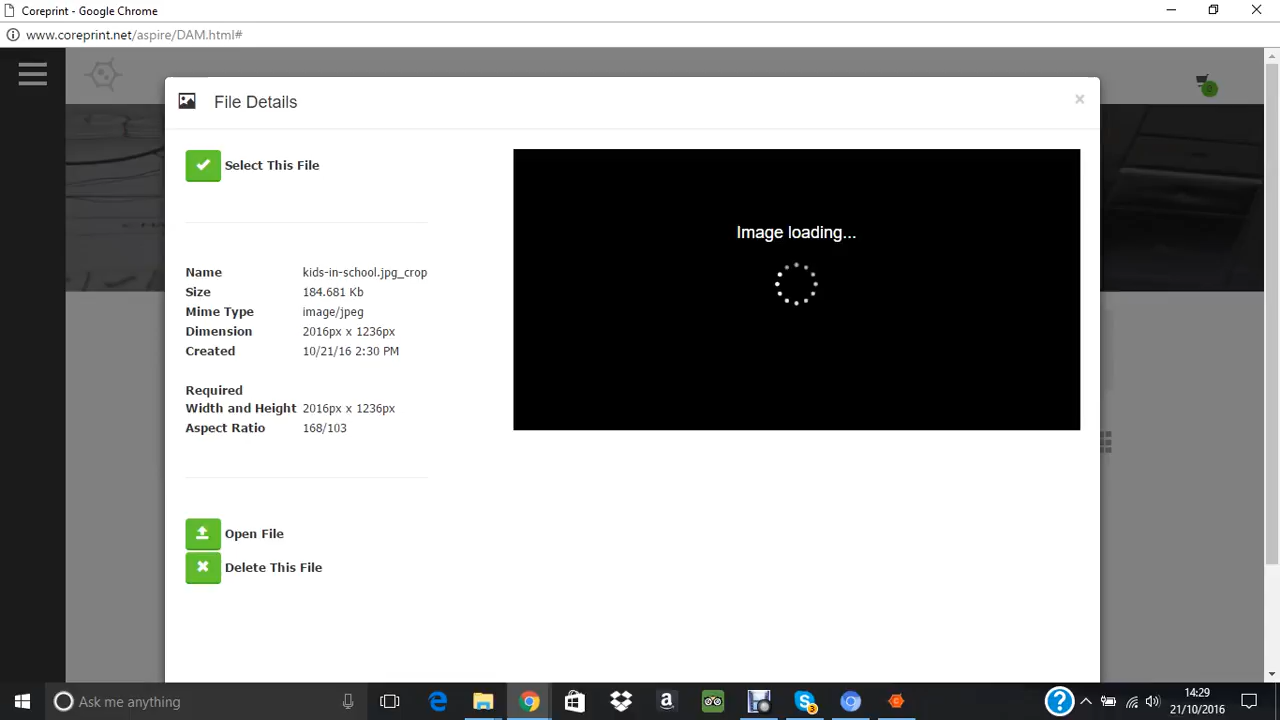 Coreprint - Google Chrome
www.coreprint.net/aspire/DAM.html#
File Details
×
Select This File
Image loading...
Name kids-in-school.jpg_crop
Size 184.681 Kb
Mime Type image/jpeg
Dimension 2016px x 1236px
Created 10/21/16 2:30 PM
Required
Width and Height 2016px x 1236px
Aspect Ratio 168/103
Open File
Delete This File
Ask me anything
3
14:29
21/10/2016